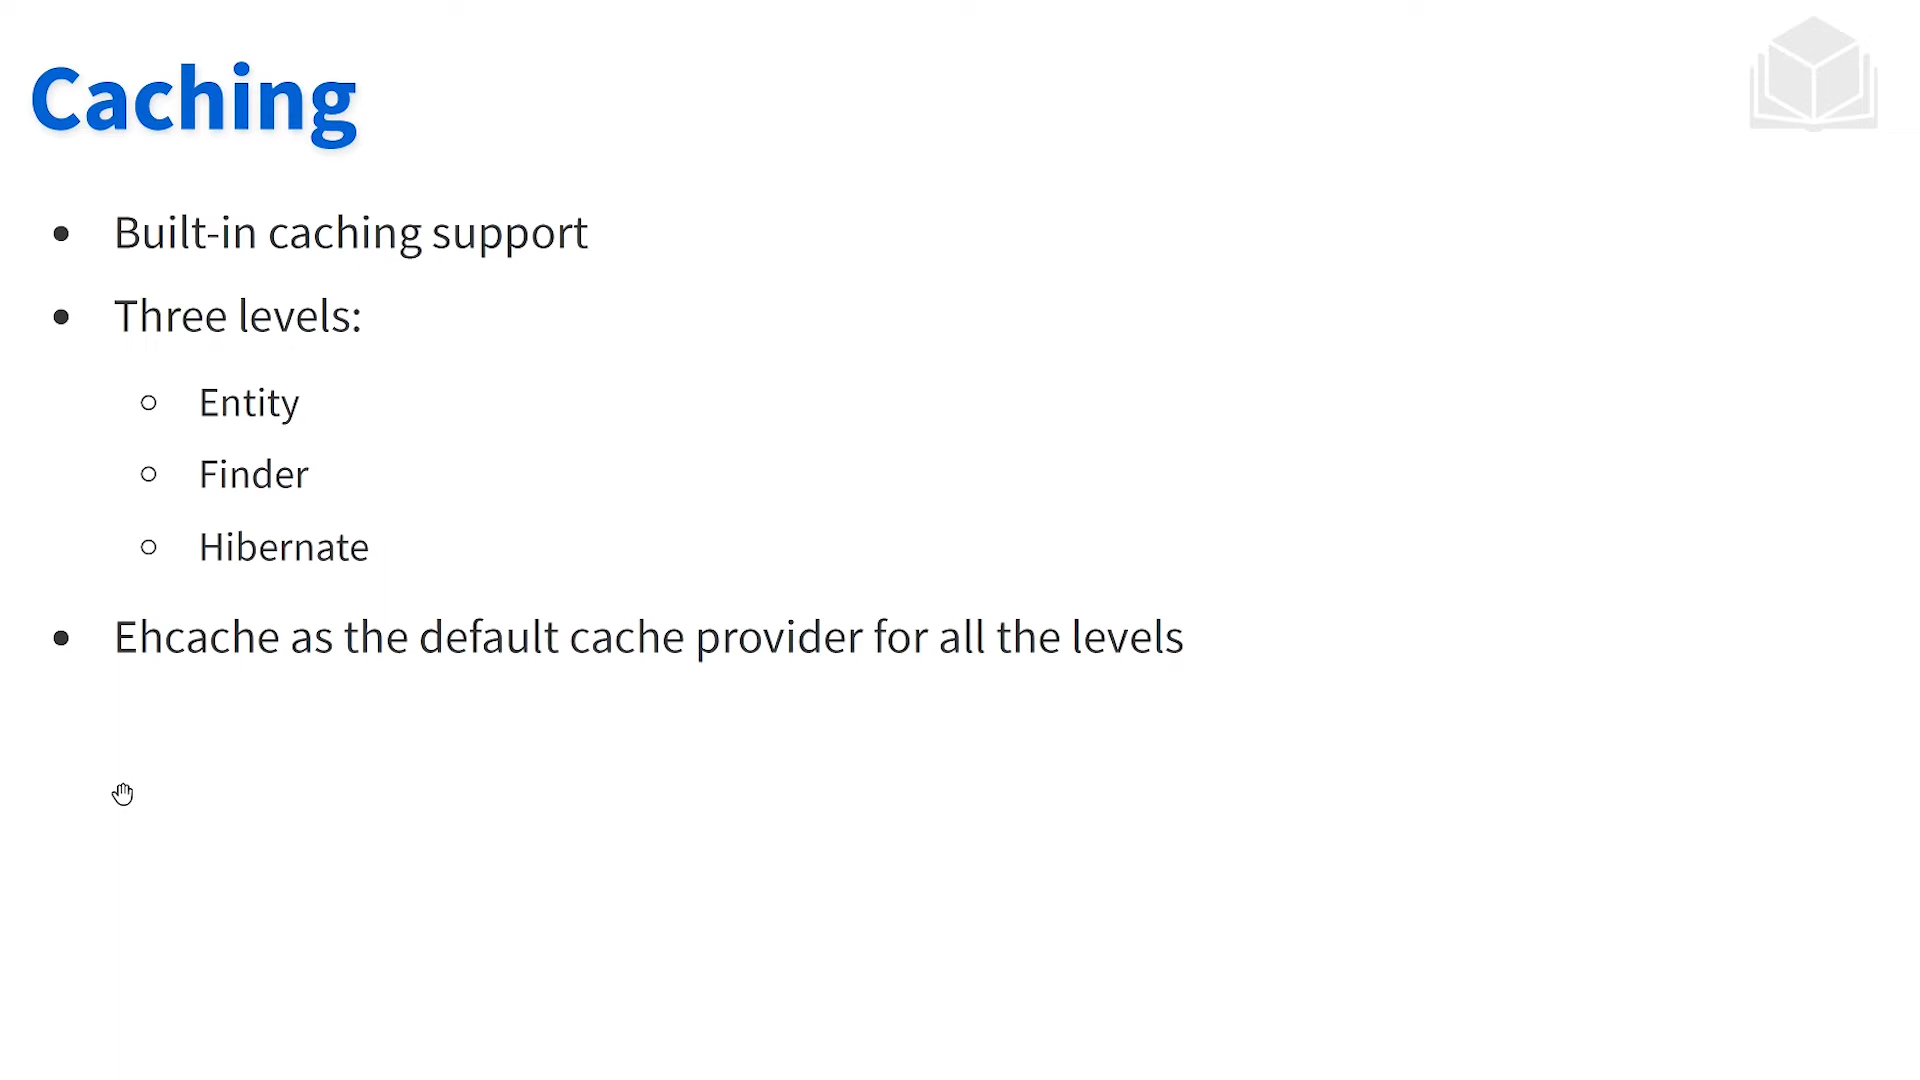 Caching
• Built-in caching support
• Three levels:
○ Entity
○ Finder
○ Hibernate
• Ehcache as the default cache provider for all the levels